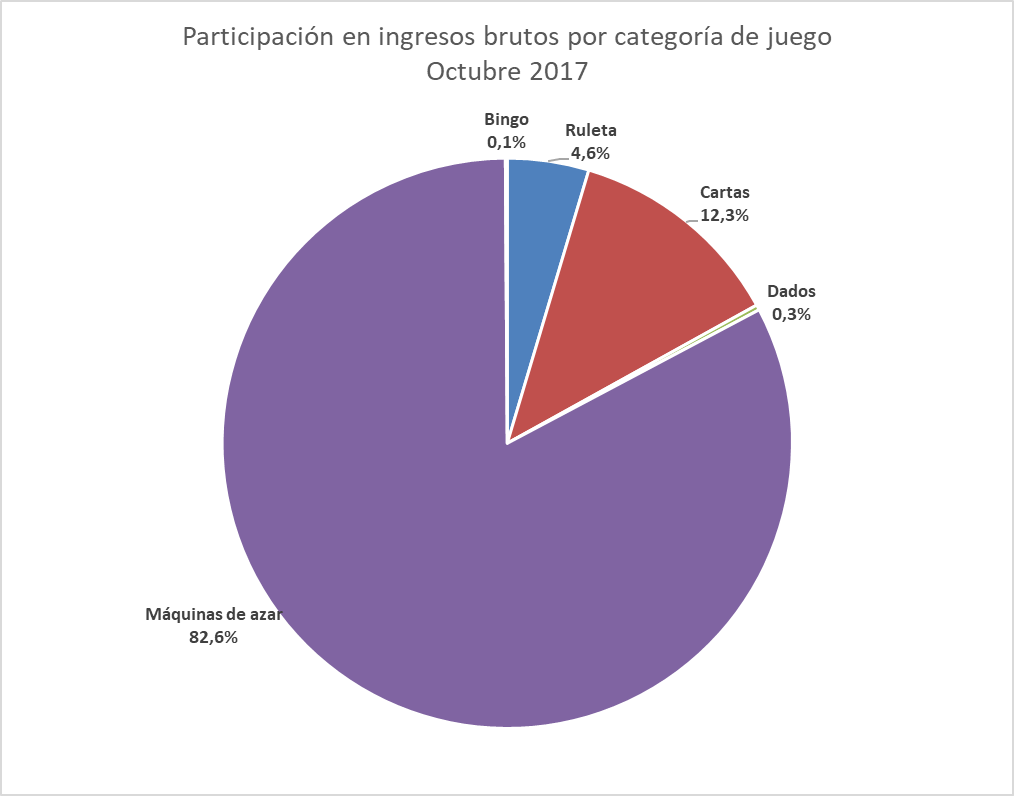 Participación en ingresos brutos por categoría de juego
Octubre 2017
Bingo
0,1%
Ruleta
4,6%
Cartas
12,3%
Dados
0,3%
Máquinas de azar
82,6%